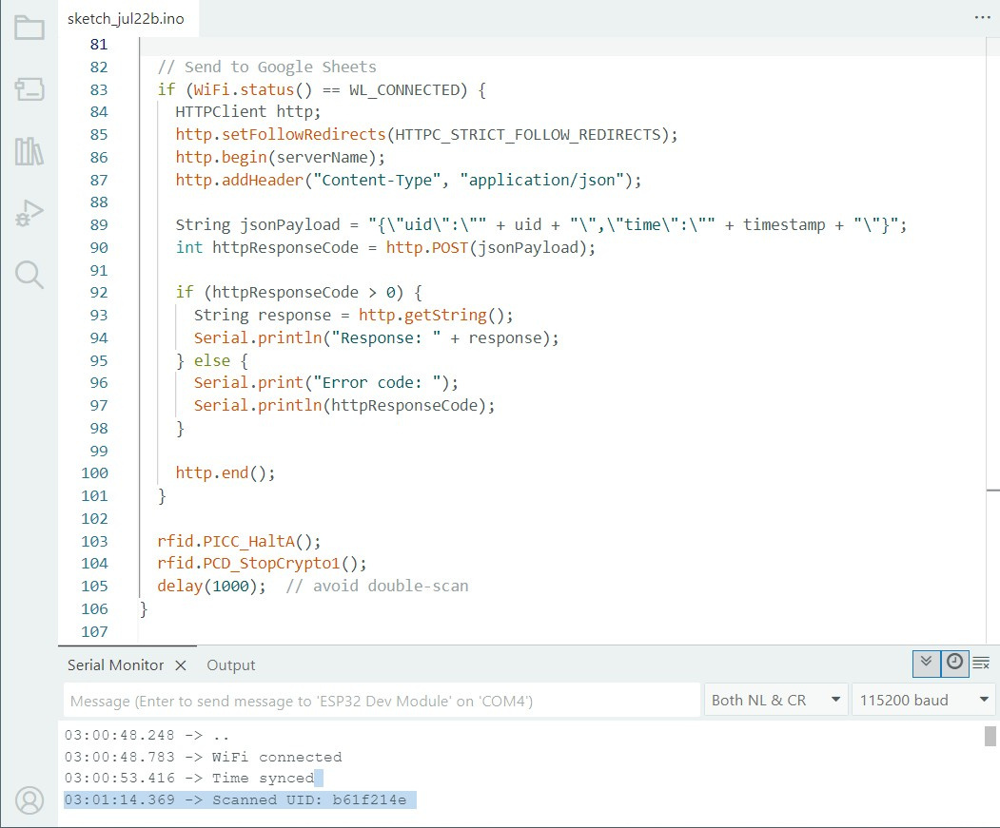 sketch_jul22b.ino
...
81
82 // Send to Google Sheets
83 if (WiFi.status() == WL_CONNECTED) {
84 HTTPClient http;
85 http.setFollowRedirects(HTTPC_STRICT_FOLLOW_REDIRECTS);
86 http.begin(serverName);
87 http.addHeader("Content-Type", "application/json");
88
89 String jsonPayload = "{\"uid\":\"" + uid + "\",\"time\":\"" + timestamp + "\"}";
90 int httpResponseCode = http.POST(jsonPayload);
91
92 if (httpResponseCode > 0) {
93 String response = http.getString();
94 Serial.println("Response: " + response);
95 } else {
96 Serial.print("Error code: ");
97 Serial.println(httpResponseCode);
98 }
99
100 http.end();
101 }
102
103 rfid.PICC_HaltA();
104 rfid.PCD_StopCrypto1();
105 delay(1000); // avoid double-scan
106 }
107
Serial Monitor × Output
Message (Enter to send message to 'ESP32 Dev Module' on 'COM4') Both NL & CR 115200 baud
03:00:48.248 -> ..
03:00:48.783 -> WiFi connected
03:00:53.416 -> Time synced
03:01:14.369 -> Scanned UID: b61f214e